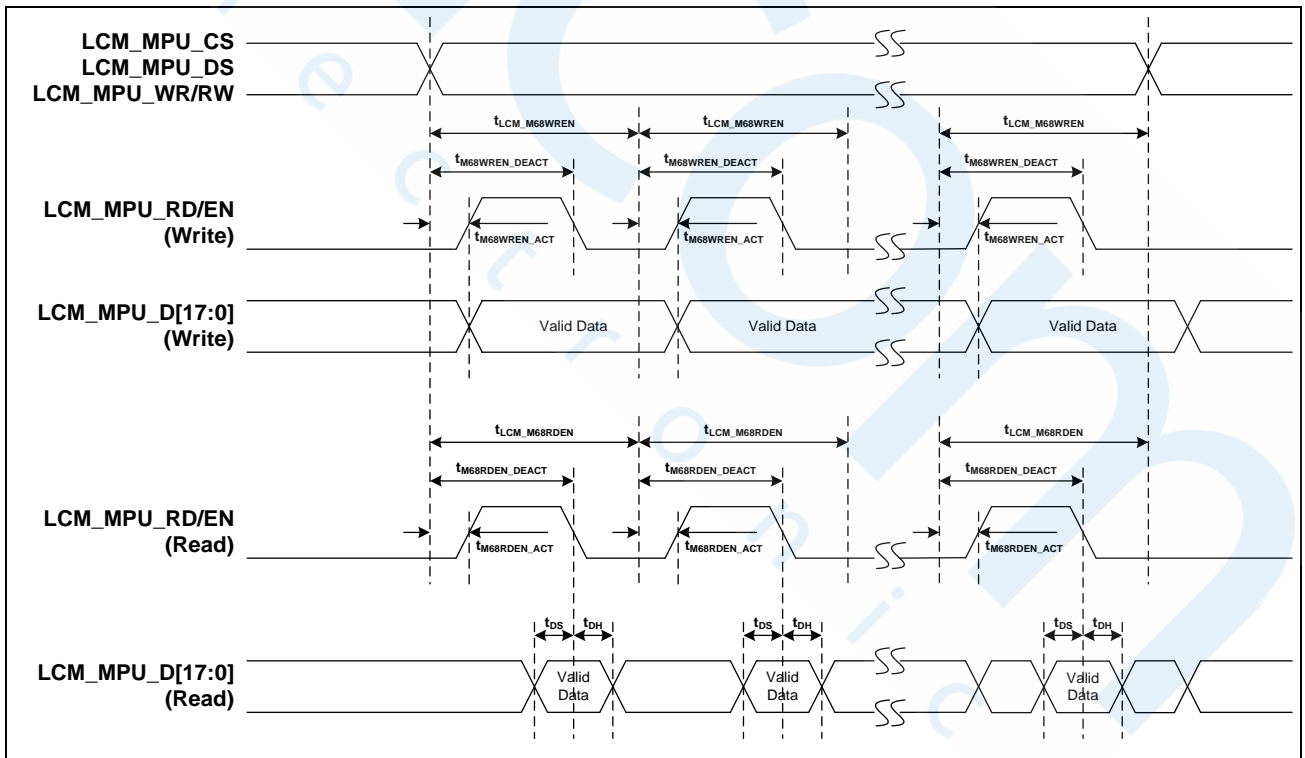 LCM_MPU_CS
LCM_MPU_DS
LCM_MPU_WR/RW
tLCM_M68WREN tLCM_M68WREN tLCM_M68WREN
tM68WREN_DEACT tM68WREN_DEACT tM68WREN_DEACT
LCM_MPU_RD/EN
(Write)
tM68WREN_ACT tM68WREN_ACT tM68WREN_ACT
LCM_MPU_D[17:0]
(Write)
Valid Data Valid Data Valid Data
tLCM_M68RDEN tLCM_M68RDEN tLCM_M68RDEN
tM68RDEN_DEACT tM68RDEN_DEACT tM68RDEN_DEACT
LCM_MPU_RD/EN
(Read)
tM68RDEN_ACT tM68RDEN_ACT tM68RDEN_ACT
tDS tDH tDS tDH tDS tDH
LCM_MPU_D[17:0]
(Read)
Valid Valid Valid
Data Data Data